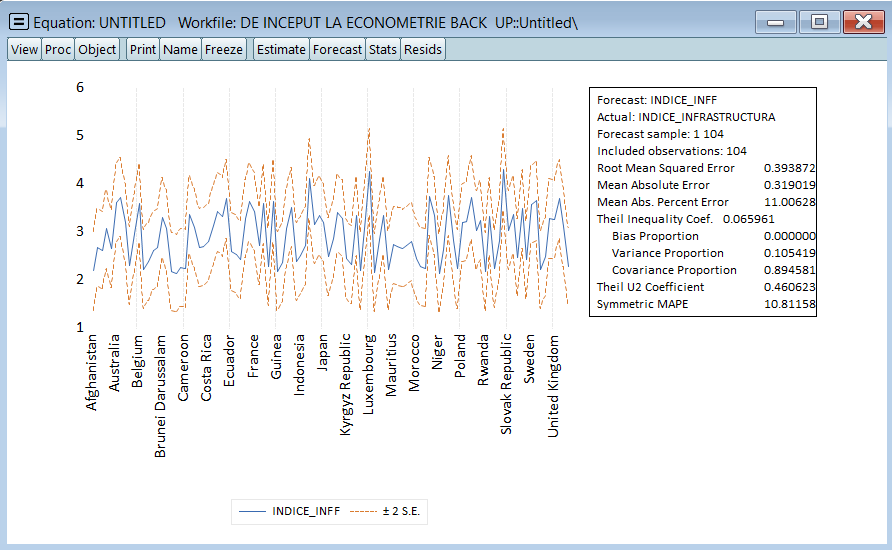 Equation: UNTITLED Workfile: DE INCEPUT LA ECONOMETRIE BACK UP::Untitled\
View Proc Object Print Name Freeze Estimate Forecast Stats Resids
6
5
4
3
2
1
Afghanistan
Australia
Belgium
Brunei Darussalam
Cameroon
Costa Rica
Ecuador
France
Guinea
Indonesia
Japan
Kyrgyz Republic
Luxembourg
Mauritius
Morocco
Niger
Poland
Rwanda
Slovak Republic
Sweden
United Kingdom
INDICE_INFF ± 2 S.E.
Forecast: INDICE_INFF
Actual: INDICE_INFRASTRUCTURA
Forecast sample: 1 104
Included observations: 104
Root Mean Squared Error 0.393872
Mean Absolute Error 0.319019
Mean Abs. Percent Error 11.00628
Theil Inequality Coef. 0.065961
Bias Proportion 0.000000
Variance Proportion 0.105419
Covariance Proportion 0.894581
Theil U2 Coefficient 0.460623
Symmetric MAPE 10.81158